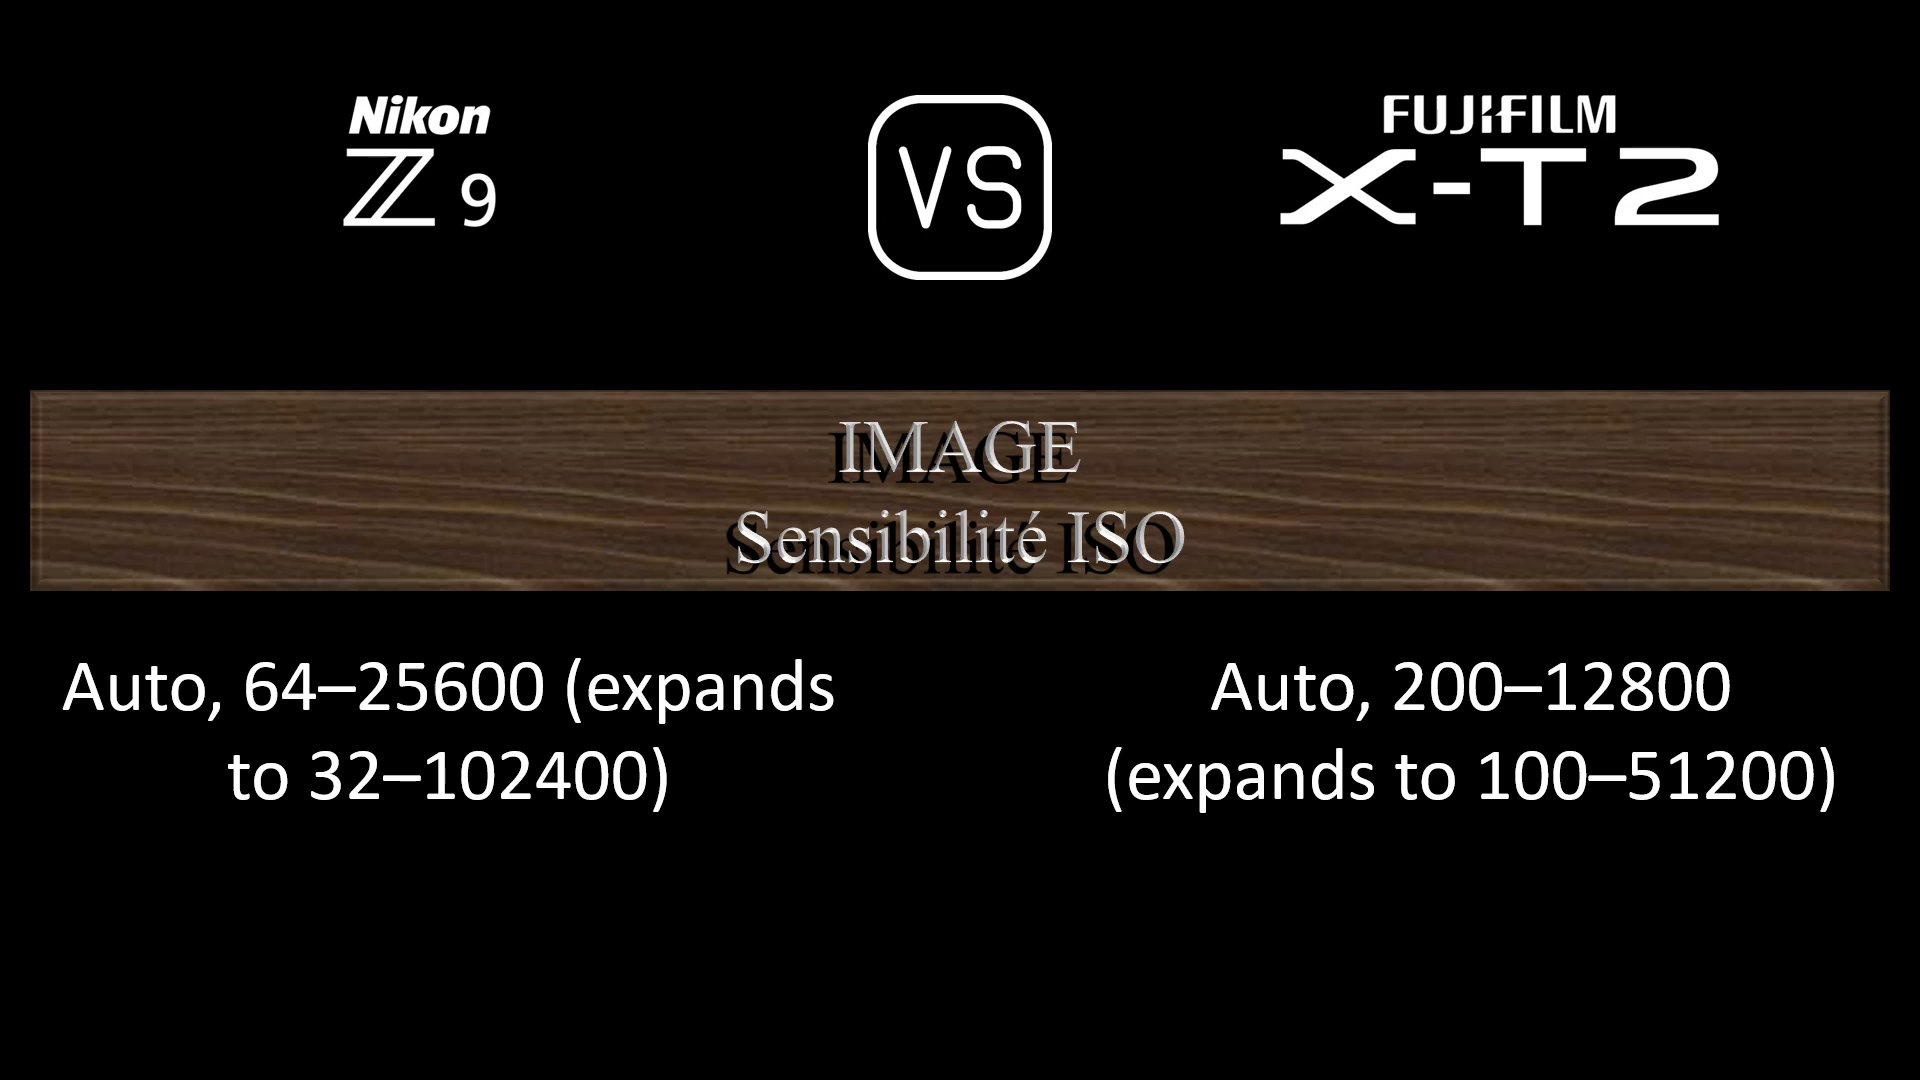 Nikon
Z 9
VS
FUJIFILM
X-T2
IMAGE
Sensibilité ISO
Auto, 64–25600 (expands
to 32–102400)
Auto, 200–12800
(expands to 100–51200)